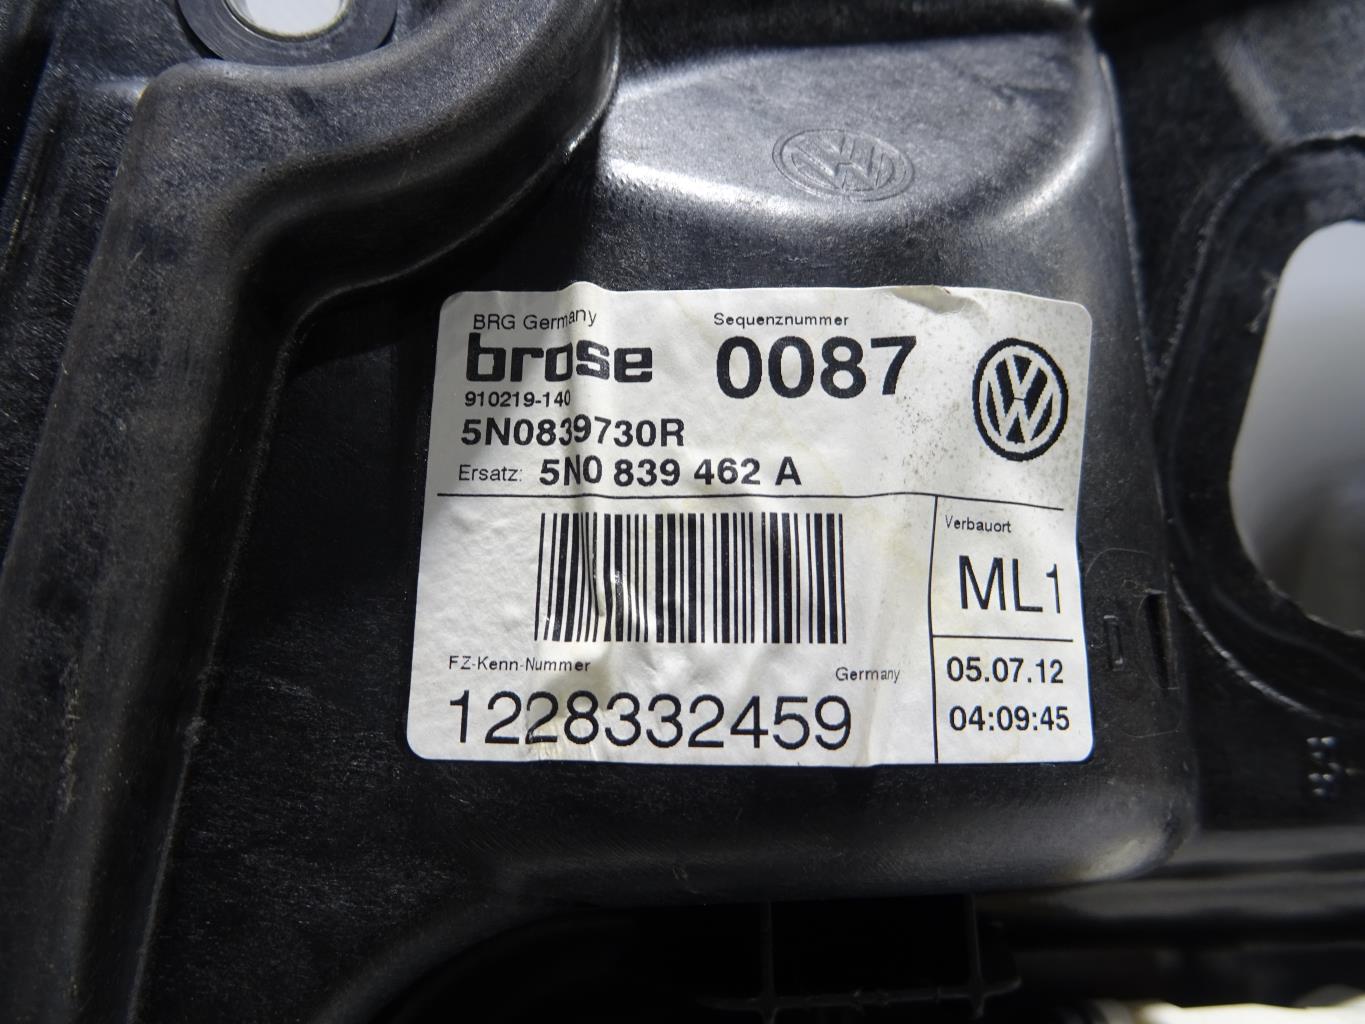 BRG Germany
brose
910219-140
5N0839730R
Ersatz: 5N0 839 462 A
Sequenznummer
0087
Verbauort
ML1
FZ-Kenn-Nummer
Germany
1228332459
05.07.12
04:09:45